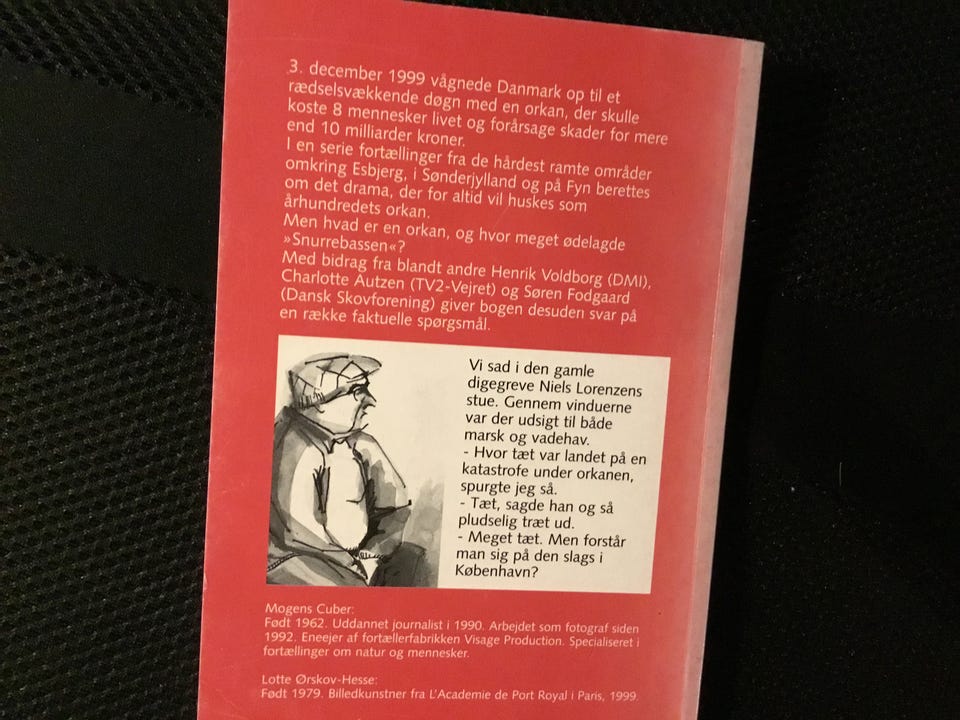 3. december 1999 vågnede Danmark op til et
rædselsvækkende døgn med en orkan, der skulle
koste 8 mennesker livet og forårsage skader for mere
end 10 milliarder kroner.
I en serie fortællinger fra de hårdest ramte områder
omkring Esbjerg, i Sønderjylland og på Fyn berettes
om det drama, der for altid vil huskes som
århundredets orkan.
Men hvad er en orkan, og hvor meget ødelagde
»Snurrebassen«?
Med bidrag fra blandt andre Henrik Voldborg (DMI),
Charlotte Autzen (TV2-Vejret) og Søren Fodgaard
(Dansk Skovforening) giver bogen desuden svar på
en række faktuelle spørgsmål.
Vi sad i den gamle
digegreve Niels Lorenzens
stue. Gennem vinduerne
var der udsigt til både
marsk og vadehav.
- Hvor tæt var landet på en
katastrofe under orkanen,
spurgte jeg så.
- Tæt, sagde han og så
pludselig træt ud.
- Meget tæt. Men forstår
man sig på den slags i
København?
Mogens Cuber:
Født 1962. Uddannet journalist i 1990. Arbejdet som fotograf siden
1992. Eneejer af fortællerfabrikken Visage Production. Specialiseret i
fortællinger om natur og mennesker.
Lotte Ørskov-Hesse:
Født 1979. Billedkunstner fra L'Academie de Port Royal i Paris, 1999.